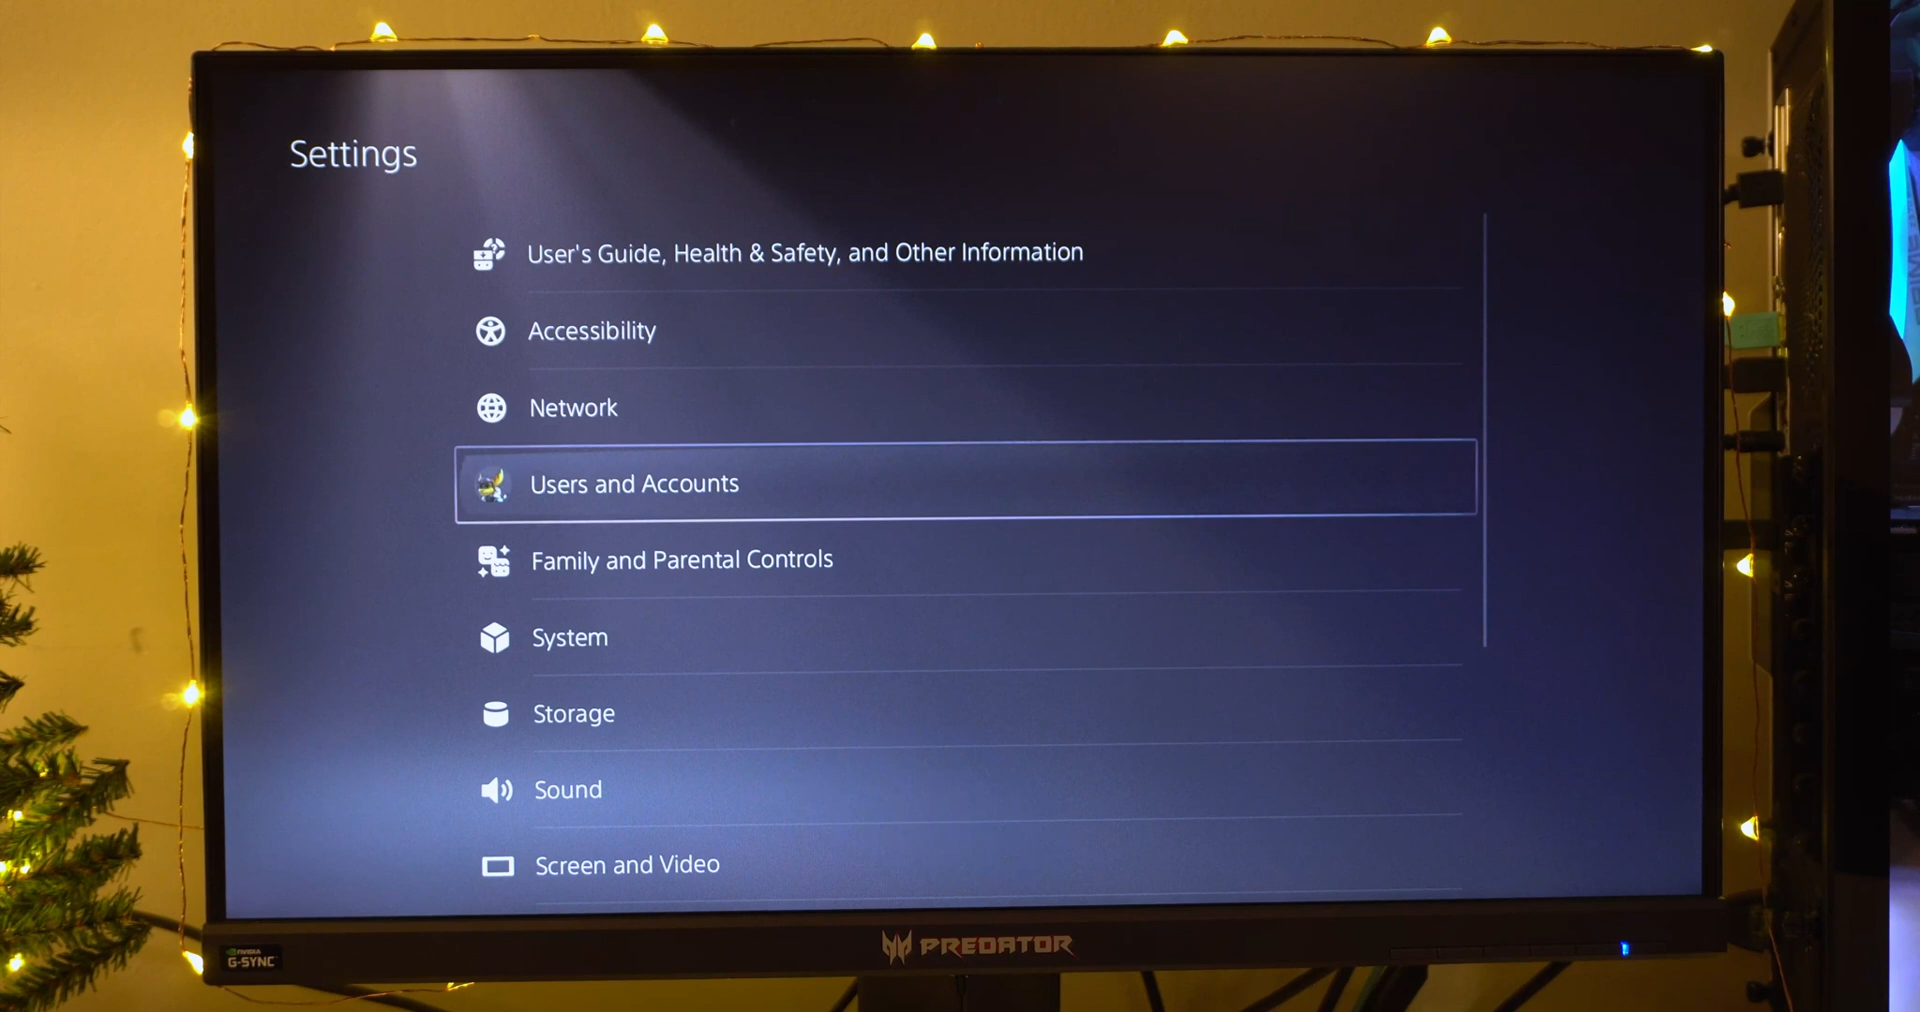 Settings
User's Guide, Health & Safety, and Other Information
Accessibility
Network
Users and Accounts
Family and Parental Controls
System
Storage
Sound
Screen and Video
NVIDIA
G-SYNC
PREDATOR